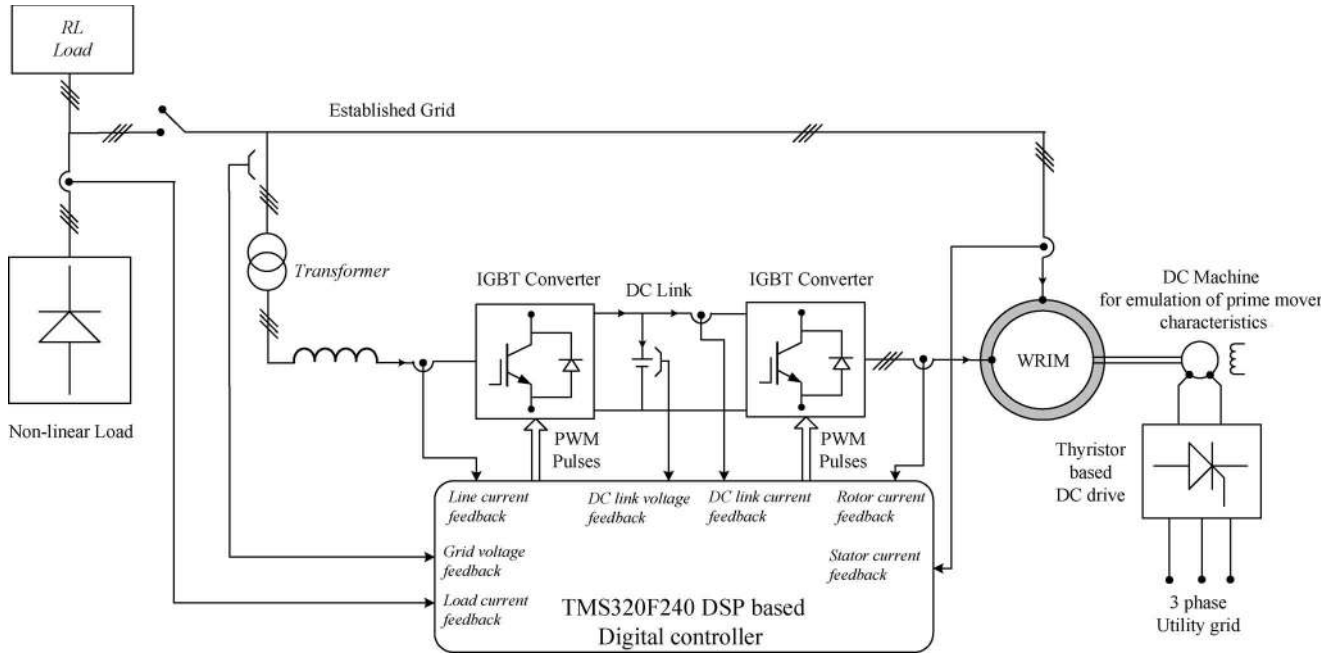 RL
Load
Established Grid
Transformer
IGBT Converter
DC Link
IGBT Converter
DC Machine
for emulation of prime mover
characteristics
WRIM
Non-linear Load
PWM
Pulses
PWM
Pulses
Thyristor
based
DC drive
Line current
feedback
DC link voltage
feedback
DC link current
feedback
Rotor current
feedback
Grid voltage
feedback
Stator current
feedback
Load current
feedback
TMS320F240 DSP based
Digital controller
3 phase
Utility grid